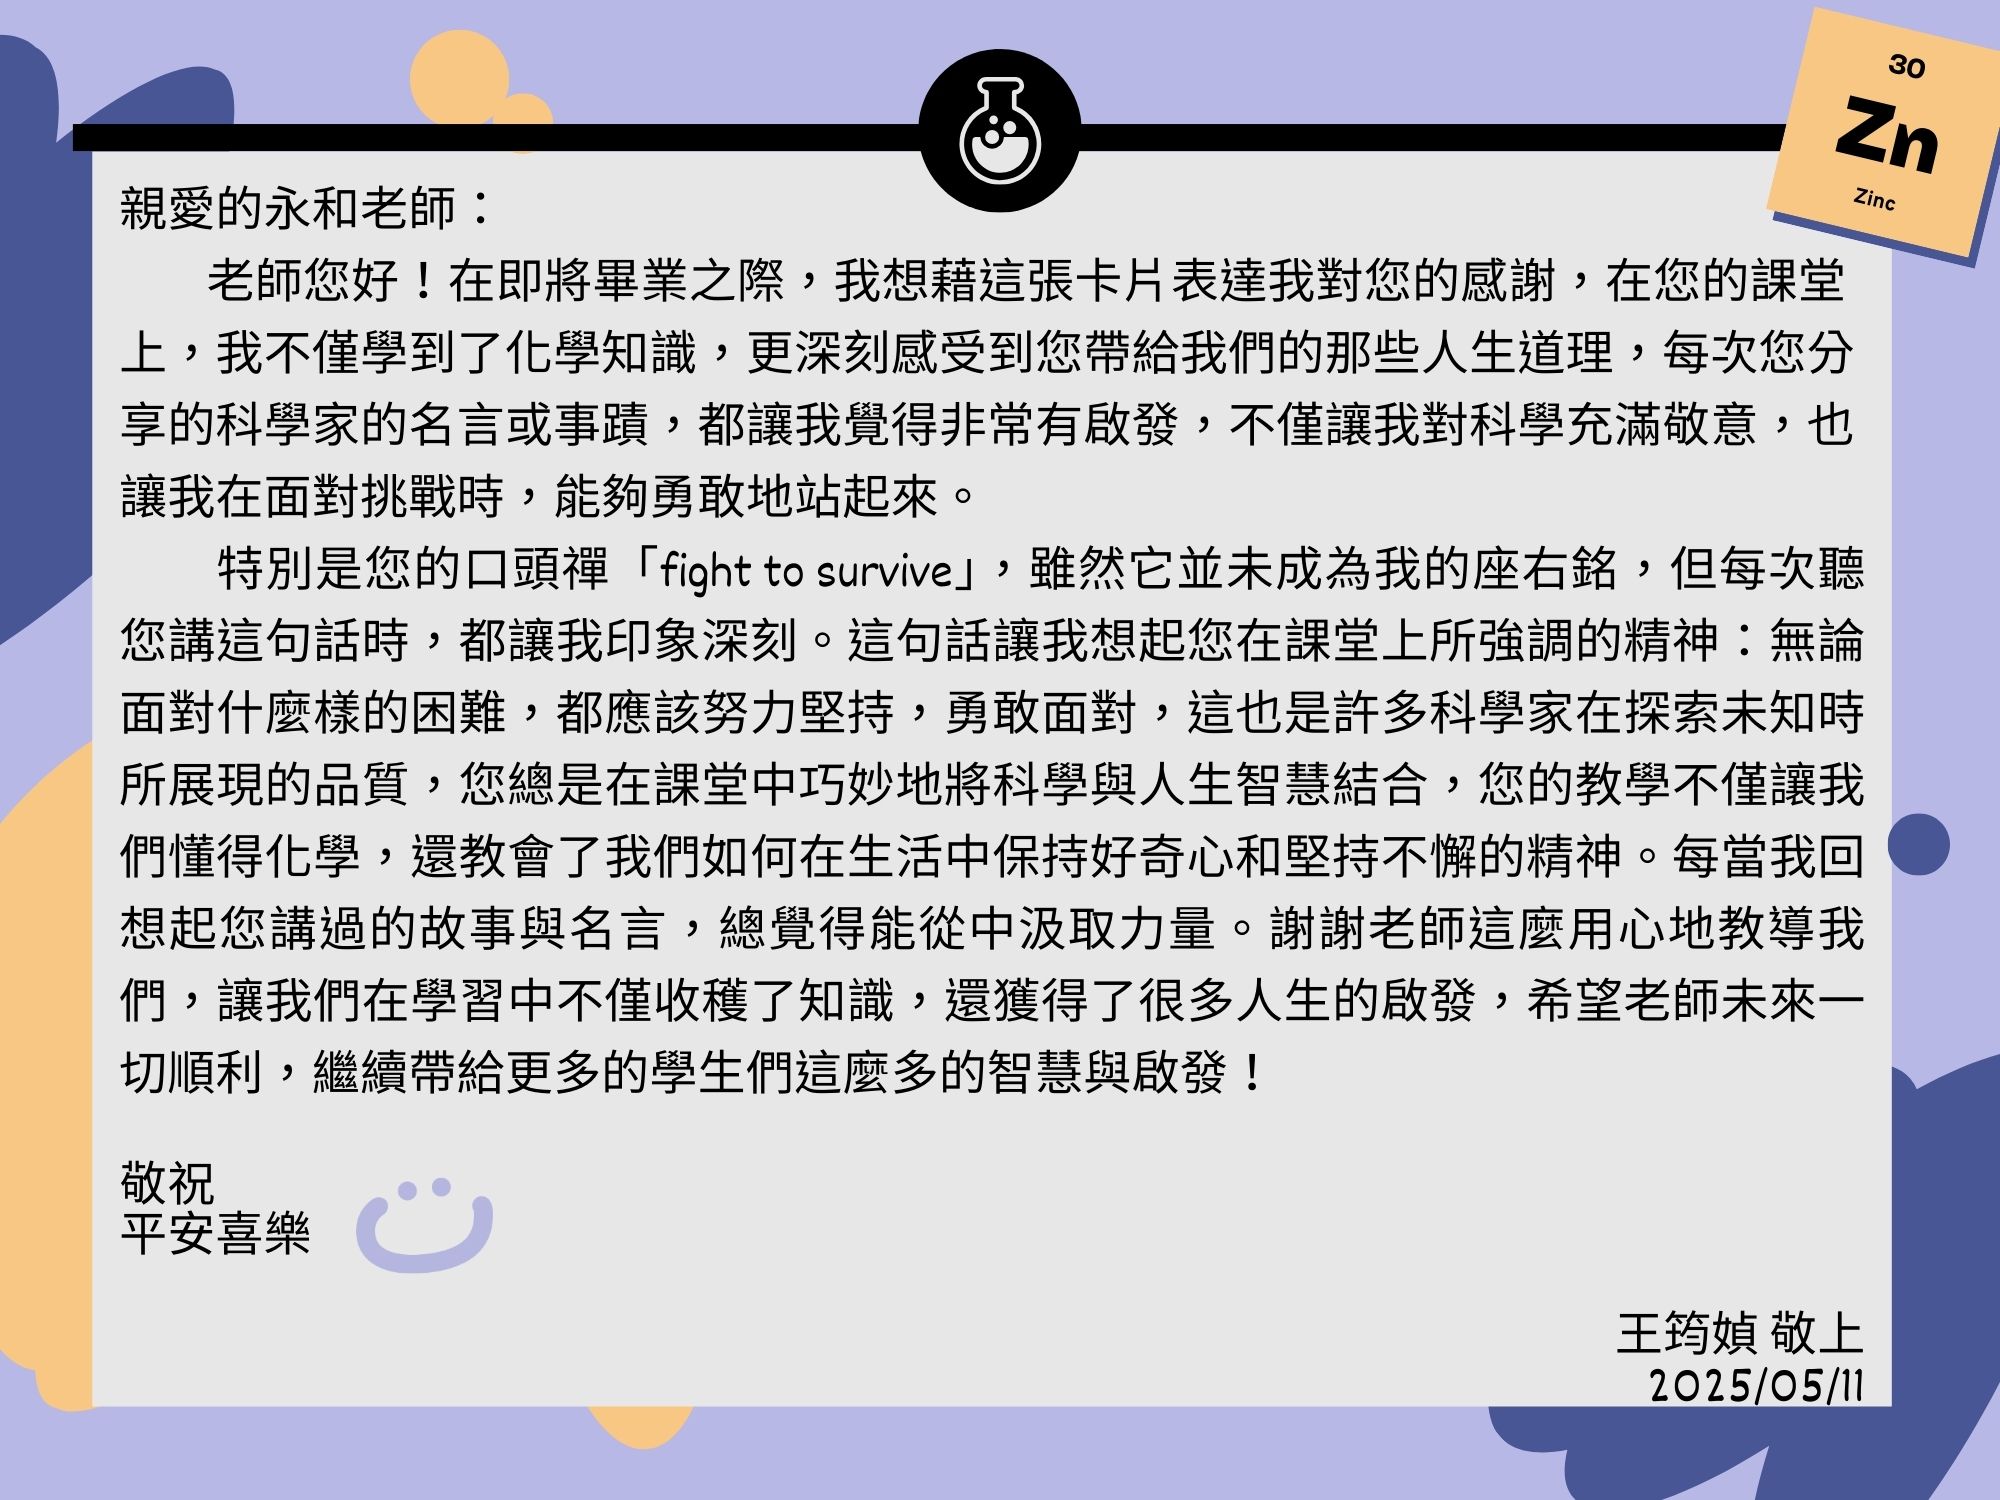 30
Zn
Zinc
親愛的永和老師：
老師您好！在即將畢業之際，我想藉這張卡片表達我對您的感謝，在您的課堂
上，我不僅學到了化學知識，更深刻感受到您帶給我們的那些人生道理，每次您分
享的科學家的名言或事蹟，都讓我覺得非常有啟發，不僅讓我對科學充滿敬意，也
讓我在面對挑戰時，能夠勇敢地站起來。
特別是您的口頭禪「fight to survive」，雖然它並未成為我的座右銘，但每次聽
您講這句話時，都讓我印象深刻。這句話讓我想起您在課堂上所強調的精神：無論
面對什麼樣的困難，都應該努力堅持，勇敢面對，這也是許多科學家在探索未知時
所展現的品質，您總是在課堂中巧妙地將科學與人生智慧結合，您的教學不僅讓我
們懂得化學，還教會了我們如何在生活中保持好奇心和堅持不懈的精神。每當我回
想起您講過的故事與名言，總覺得能從中汲取力量。謝謝老師這麼用心地教導我
們，讓我們在學習中不僅收穫了知識，還獲得了很多人生的啟發，希望老師未來一
切順利，繼續帶給更多的學生們這麼多的智慧與啟發！
敬祝
平安喜樂
王筠媜 敬上
2025/05/11